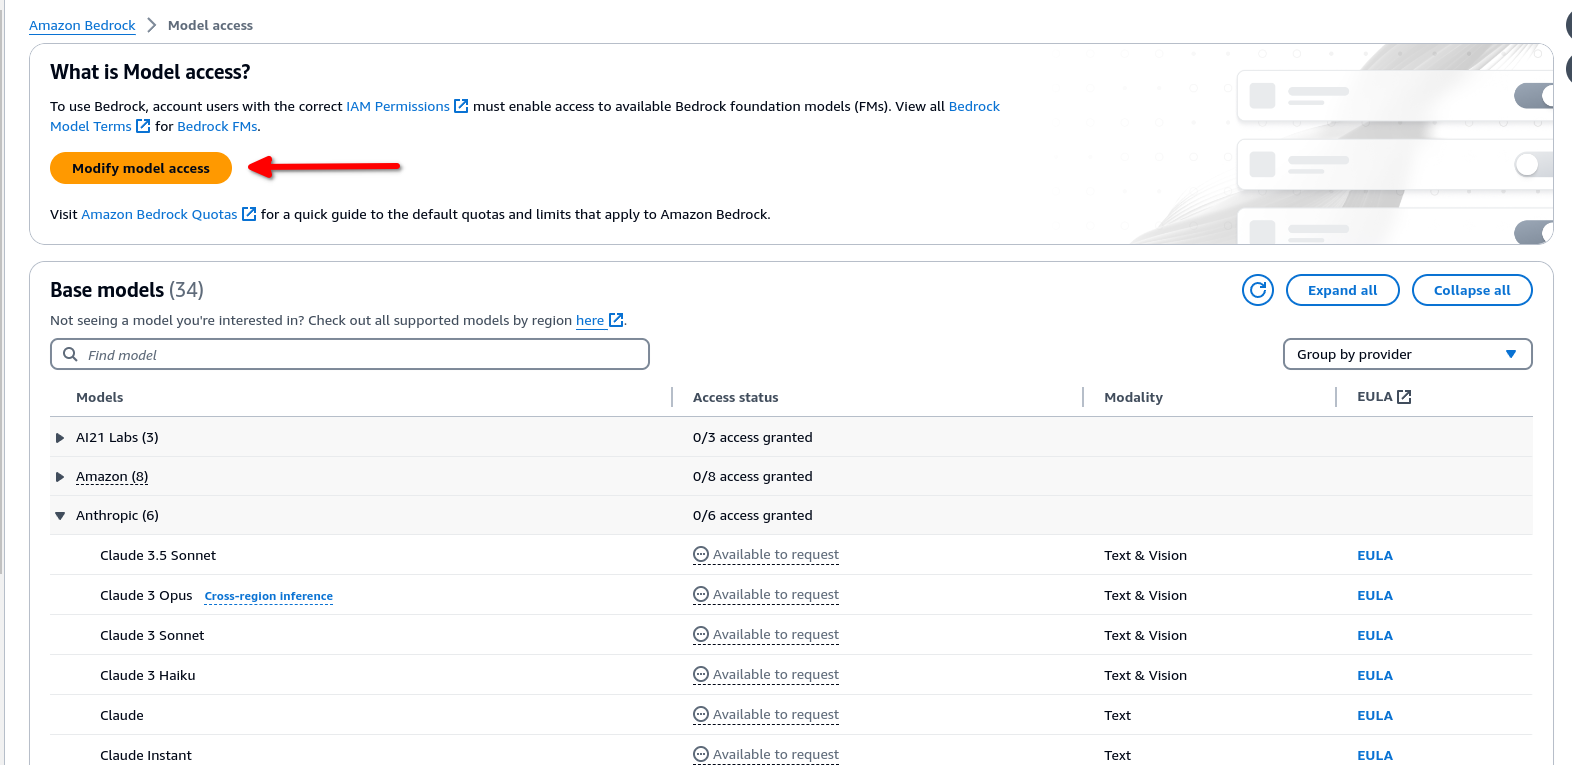 Amazon Bedrock > Model access
What is Model access?
To use Bedrock, account users with the correct IAM Permissions must enable access to available Bedrock foundation models (FMs). View all Bedrock
Model Terms for Bedrock FMs.
Modify model access
Visit Amazon Bedrock Quotas for a quick guide to the default quotas and limits that apply to Amazon Bedrock.
Base models (34)
Expand all
Collapse all
Not seeing a model you're interested in? Check out all supported models by region here.
Find model
Group by provider
Models Access status Modality EULA
AI21 Labs (3) 0/3 access granted
Amazon (8) 0/8 access granted
Anthropic (6) 0/6 access granted
Claude 3.5 Sonnet Available to request Text & Vision EULA
Claude 3 Opus Cross-region inference Available to request Text & Vision EULA
Claude 3 Sonnet Available to request Text & Vision EULA
Claude 3 Haiku Available to request Text & Vision EULA
Claude Available to request Text EULA
Claude Instant Available to request Text EULA